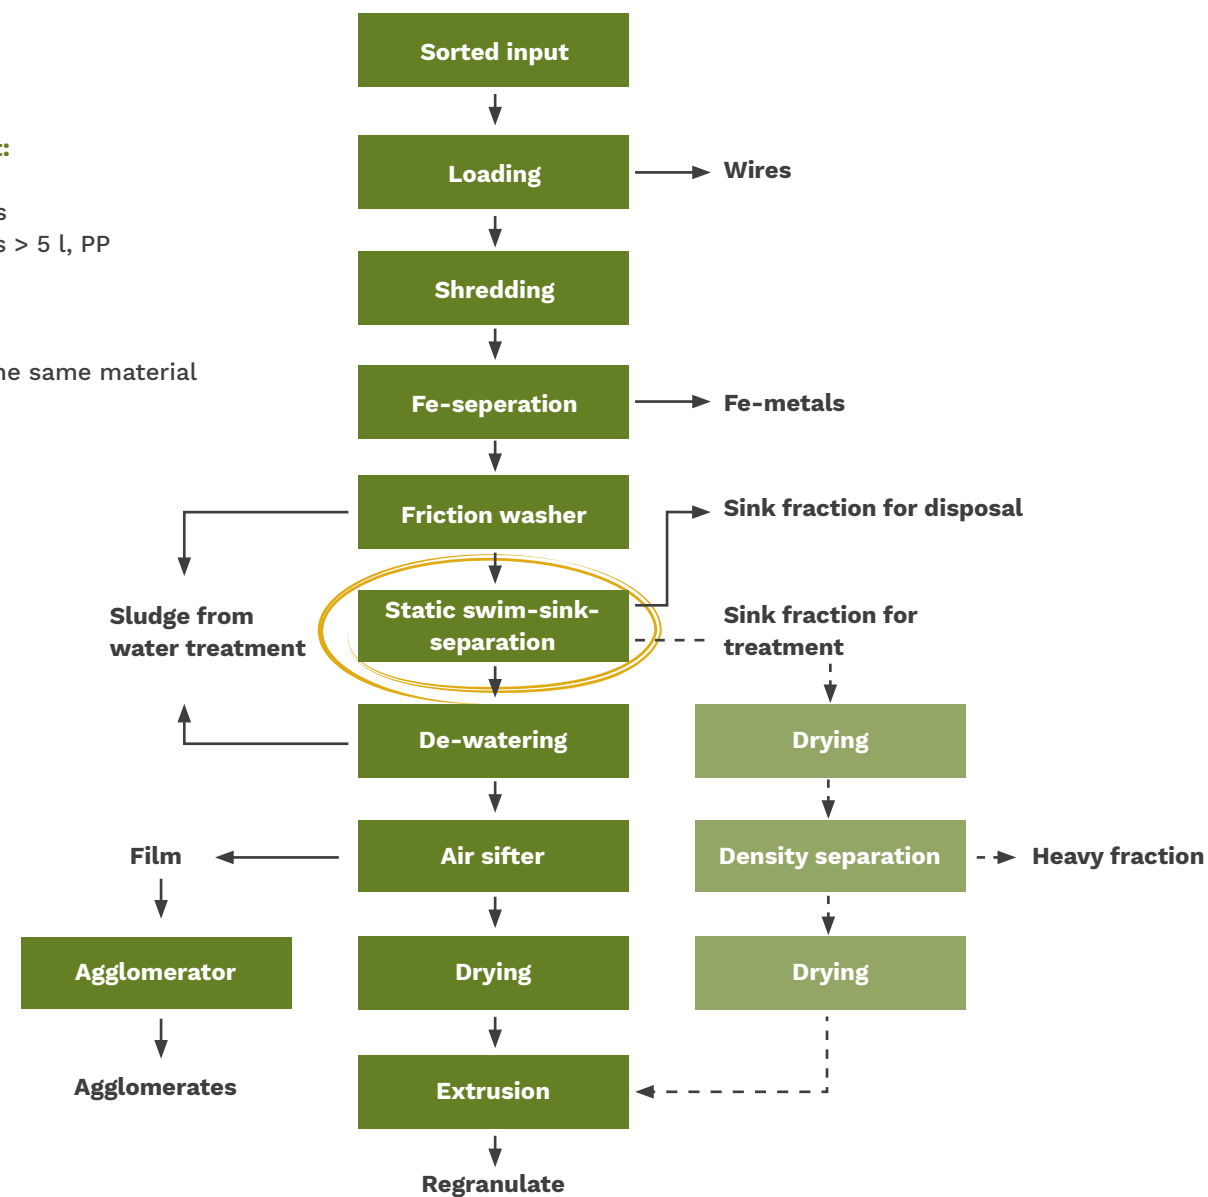 Sorted input
t:
Loading
Wires
s
s > 5 l, PP
Shredding
ne same material
Fe-seperation
Fe-metals
Friction washer
Sink fraction for disposal
Static swim-sink-
separation
Sludge from
water treatment
Sink fraction for
treatment
De-watering
Drying
Film
Air sifter
Density separation
Heavy fraction
Agglomerator
Drying
Drying
Agglomerates
Extrusion
Regranulate